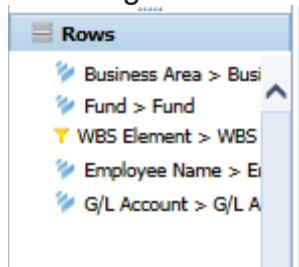 Rows
Business Area > Busi
Fund > Fund
WBS Element > WBS
Employee Name > E
G/L Account > G/L A